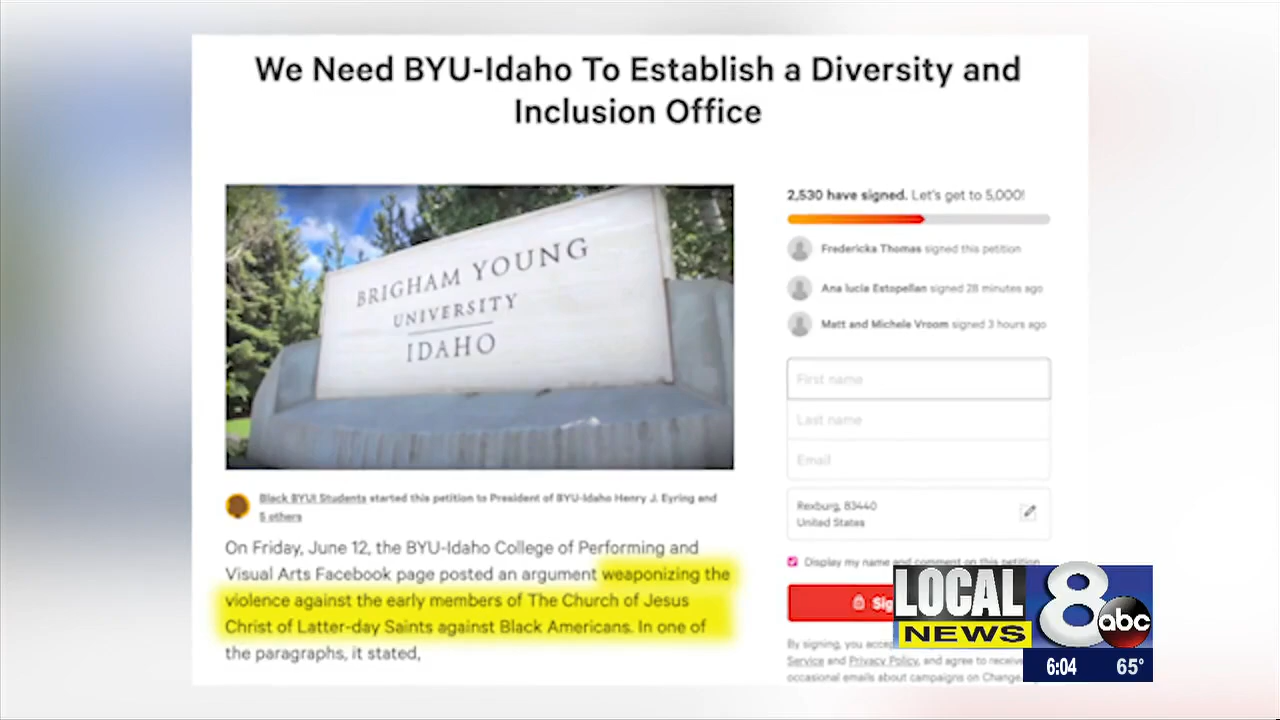 We Need BYU-Idaho To Establish a Diversity and
Inclusion Office
BRIGHAM YOUNG
UNIVERSITY
IDAHO
2,530 have signed. Let's get to 5,000!
Fredericka Thomas signed this petition
Ana lucia Estopellan signed 28 minutes ago
Matt and Michele Vroom signed 3 hours ago
First name
Last name
Email
Rexburg, 83440
United States
Display my name and comment on this petition
Sig
By signing, you accep
Service and Privacy Policy, and agree to receive
occasional emails about campaigns on Change.
Black BYUI Students started this petition to President of BYU-Idaho Henry J. Eyring and
5 others
On Friday, June 12, the BYU-Idaho College of Performing and
Visual Arts Facebook page posted an argument weaponizing the
violence against the early members of The Church of Jesus
Christ of Latter-day Saints against Black Americans. In one of
the paragraphs, it stated,
LOCAL
NEWS
8
abc
6:04 65°